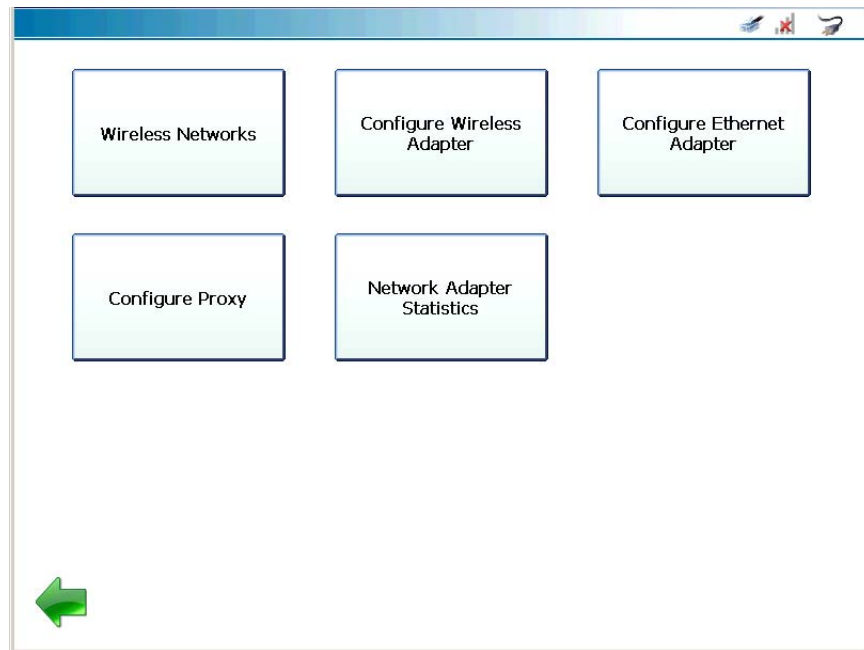 Wireless Networks
Configure Wireless
Adapter
Configure Ethernet
Adapter
Configure Proxy
Network Adapter
Statistics